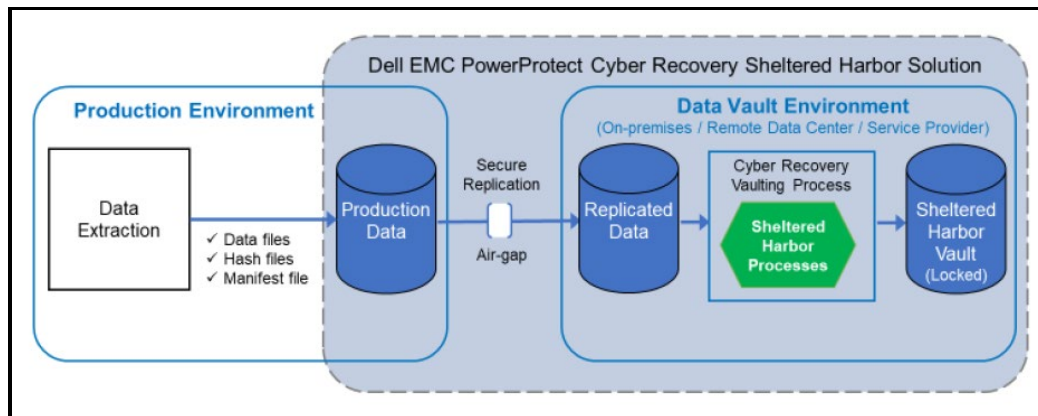 Dell EMC PowerProtect Cyber Recovery Sheltered Harbor Solution
Production Environment
Data
Extraction
✓ Data files
✓ Hash files
✓ Manifest file
Production
Data
Secure
Replication
Air-gap
Data Vault Environment
(On-premises / Remote Data Center / Service Provider)
Replicated
Data
Cyber Recovery
Vaulting Process
Sheltered
Harbor
Processes
Sheltered
Harbor
Vault
(Locked)